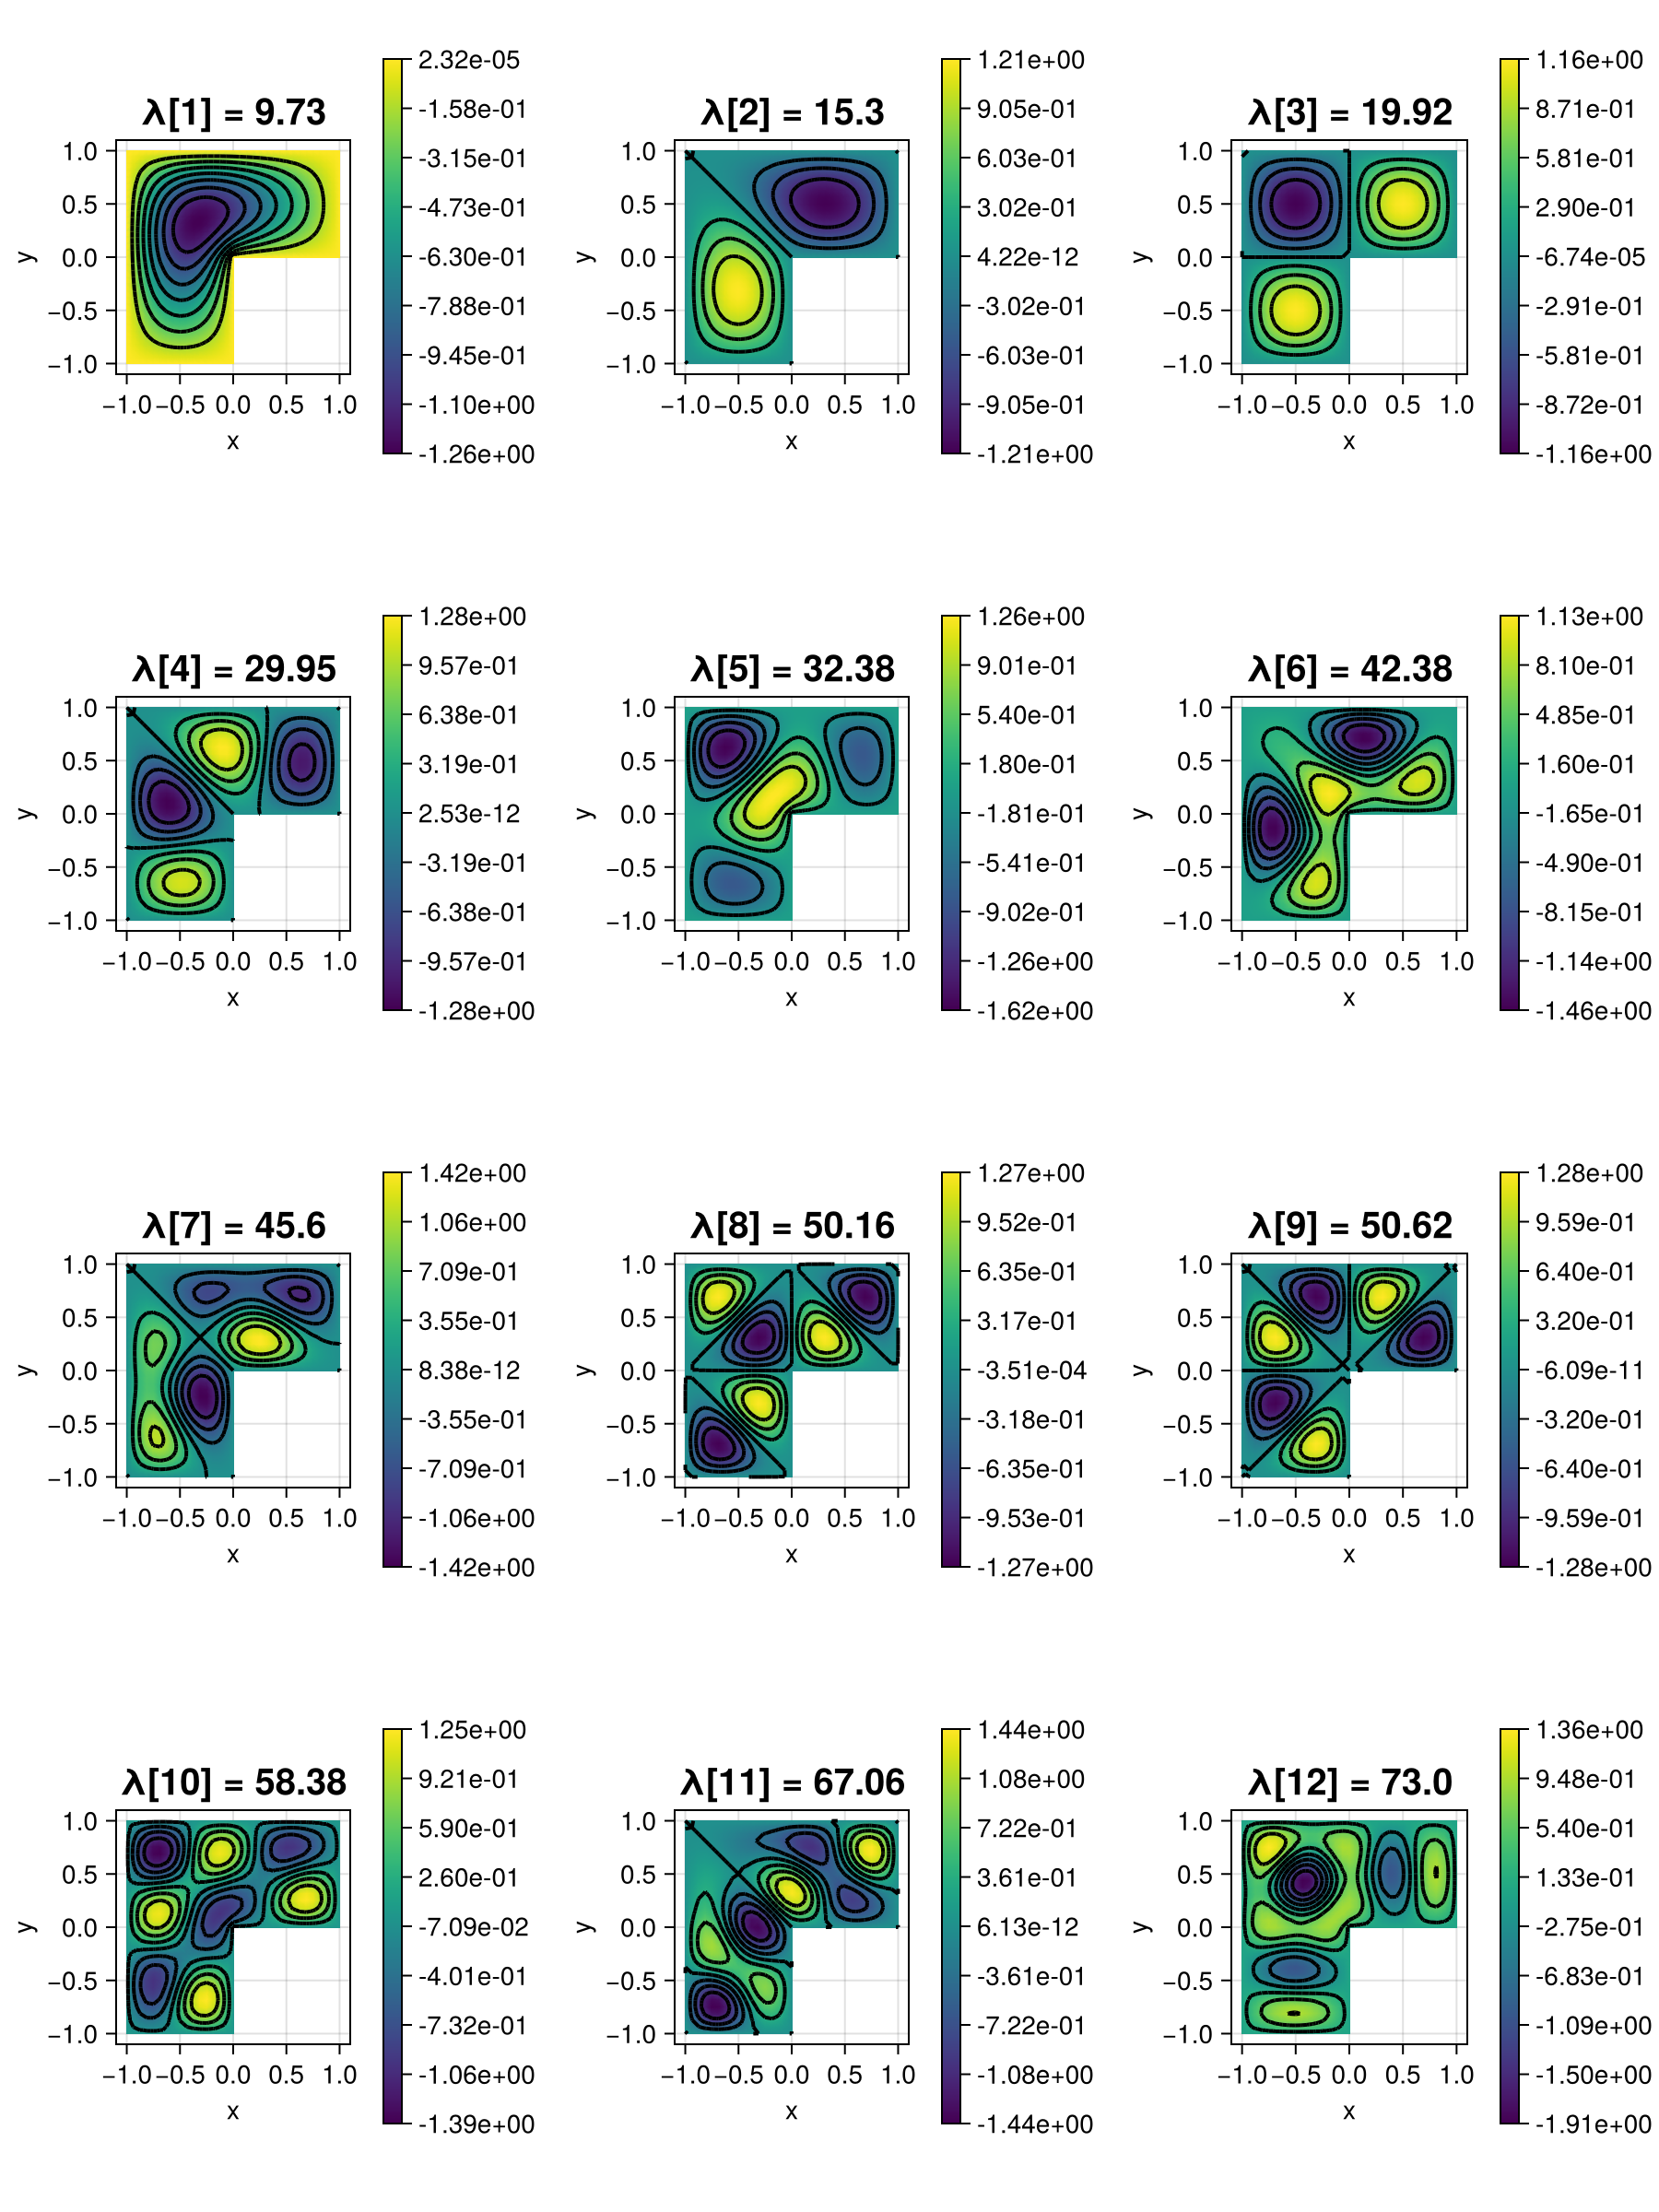 λ[1] = 9.73
y
1.0
0.5
0.0
−0.5
−1.0
−1.0 −0.5 0.0 0.5 1.0
x
2.32e-05
-1.58e-01
-3.15e-01
-4.73e-01
-6.30e-01
-7.88e-01
-9.45e-01
-1.10e+00
-1.26e+00
λ[2] = 15.3
y
1.0
0.5
0.0
−0.5
−1.0
−1.0 −0.5 0.0 0.5 1.0
x
1.21e+00
9.05e-01
6.03e-01
3.02e-01
4.22e-12
-3.02e-01
-6.03e-01
-9.05e-01
-1.21e+00
λ[3] = 19.92
y
1.0
0.5
0.0
−0.5
−1.0
−1.0 −0.5 0.0 0.5 1.0
x
1.16e+00
8.71e-01
5.81e-01
2.90e-01
-6.74e-05
-2.91e-01
-5.81e-01
-8.72e-01
-1.16e+00
λ[4] = 29.95
y
1.0
0.5
0.0
−0.5
−1.0
−1.0 −0.5 0.0 0.5 1.0
x
1.28e+00
9.57e-01
6.38e-01
3.19e-01
2.53e-12
-3.19e-01
-6.38e-01
-9.57e-01
-1.28e+00
λ[5] = 32.38
y
1.0
0.5
0.0
−0.5
−1.0
−1.0 −0.5 0.0 0.5 1.0
x
1.26e+00
9.01e-01
5.40e-01
1.80e-01
-1.81e-01
-5.41e-01
-9.02e-01
-1.26e+00
-1.62e+00
λ[6] = 42.38
y
1.0
0.5
0.0
−0.5
−1.0
−1.0 −0.5 0.0 0.5 1.0
x
1.13e+00
8.10e-01
4.85e-01
1.60e-01
-1.65e-01
-4.90e-01
-8.15e-01
-1.14e+00
-1.46e+00
λ[7] = 45.6
y
1.0
0.5
0.0
−0.5
−1.0
−1.0 −0.5 0.0 0.5 1.0
x
1.42e+00
1.06e+00
7.09e-01
3.55e-01
8.38e-12
-3.55e-01
-7.09e-01
-1.06e+00
-1.42e+00
λ[8] = 50.16
y
1.0
0.5
0.0
−0.5
−1.0
−1.0 −0.5 0.0 0.5 1.0
x
1.27e+00
9.52e-01
6.35e-01
3.17e-01
-3.51e-04
-3.18e-01
-6.35e-01
-9.53e-01
-1.27e+00
λ[9] = 50.62
y
1.0
0.5
0.0
−0.5
−1.0
−1.0 −0.5 0.0 0.5 1.0
x
1.28e+00
9.59e-01
6.40e-01
3.20e-01
-6.09e-11
-3.20e-01
-6.40e-01
-9.59e-01
-1.28e+00
λ[10] = 58.38
y
1.0
0.5
0.0
−0.5
−1.0
−1.0 −0.5 0.0 0.5 1.0
x
1.25e+00
9.21e-01
5.90e-01
2.60e-01
-7.09e-02
-4.01e-01
-7.32e-01
-1.06e+00
-1.39e+00
λ[11] = 67.06
y
1.0
0.5
0.0
−0.5
−1.0
−1.0 −0.5 0.0 0.5 1.0
x
1.44e+00
1.08e+00
7.22e-01
3.61e-01
6.13e-12
-3.61e-01
-7.22e-01
-1.08e+00
-1.44e+00
λ[12] = 73.0
y
1.0
0.5
0.0
−0.5
−1.0
−1.0 −0.5 0.0 0.5 1.0
x
1.36e+00
9.48e-01
5.40e-01
1.33e-01
-2.75e-01
-6.83e-01
-1.09e+00
-1.50e+00
-1.91e+00